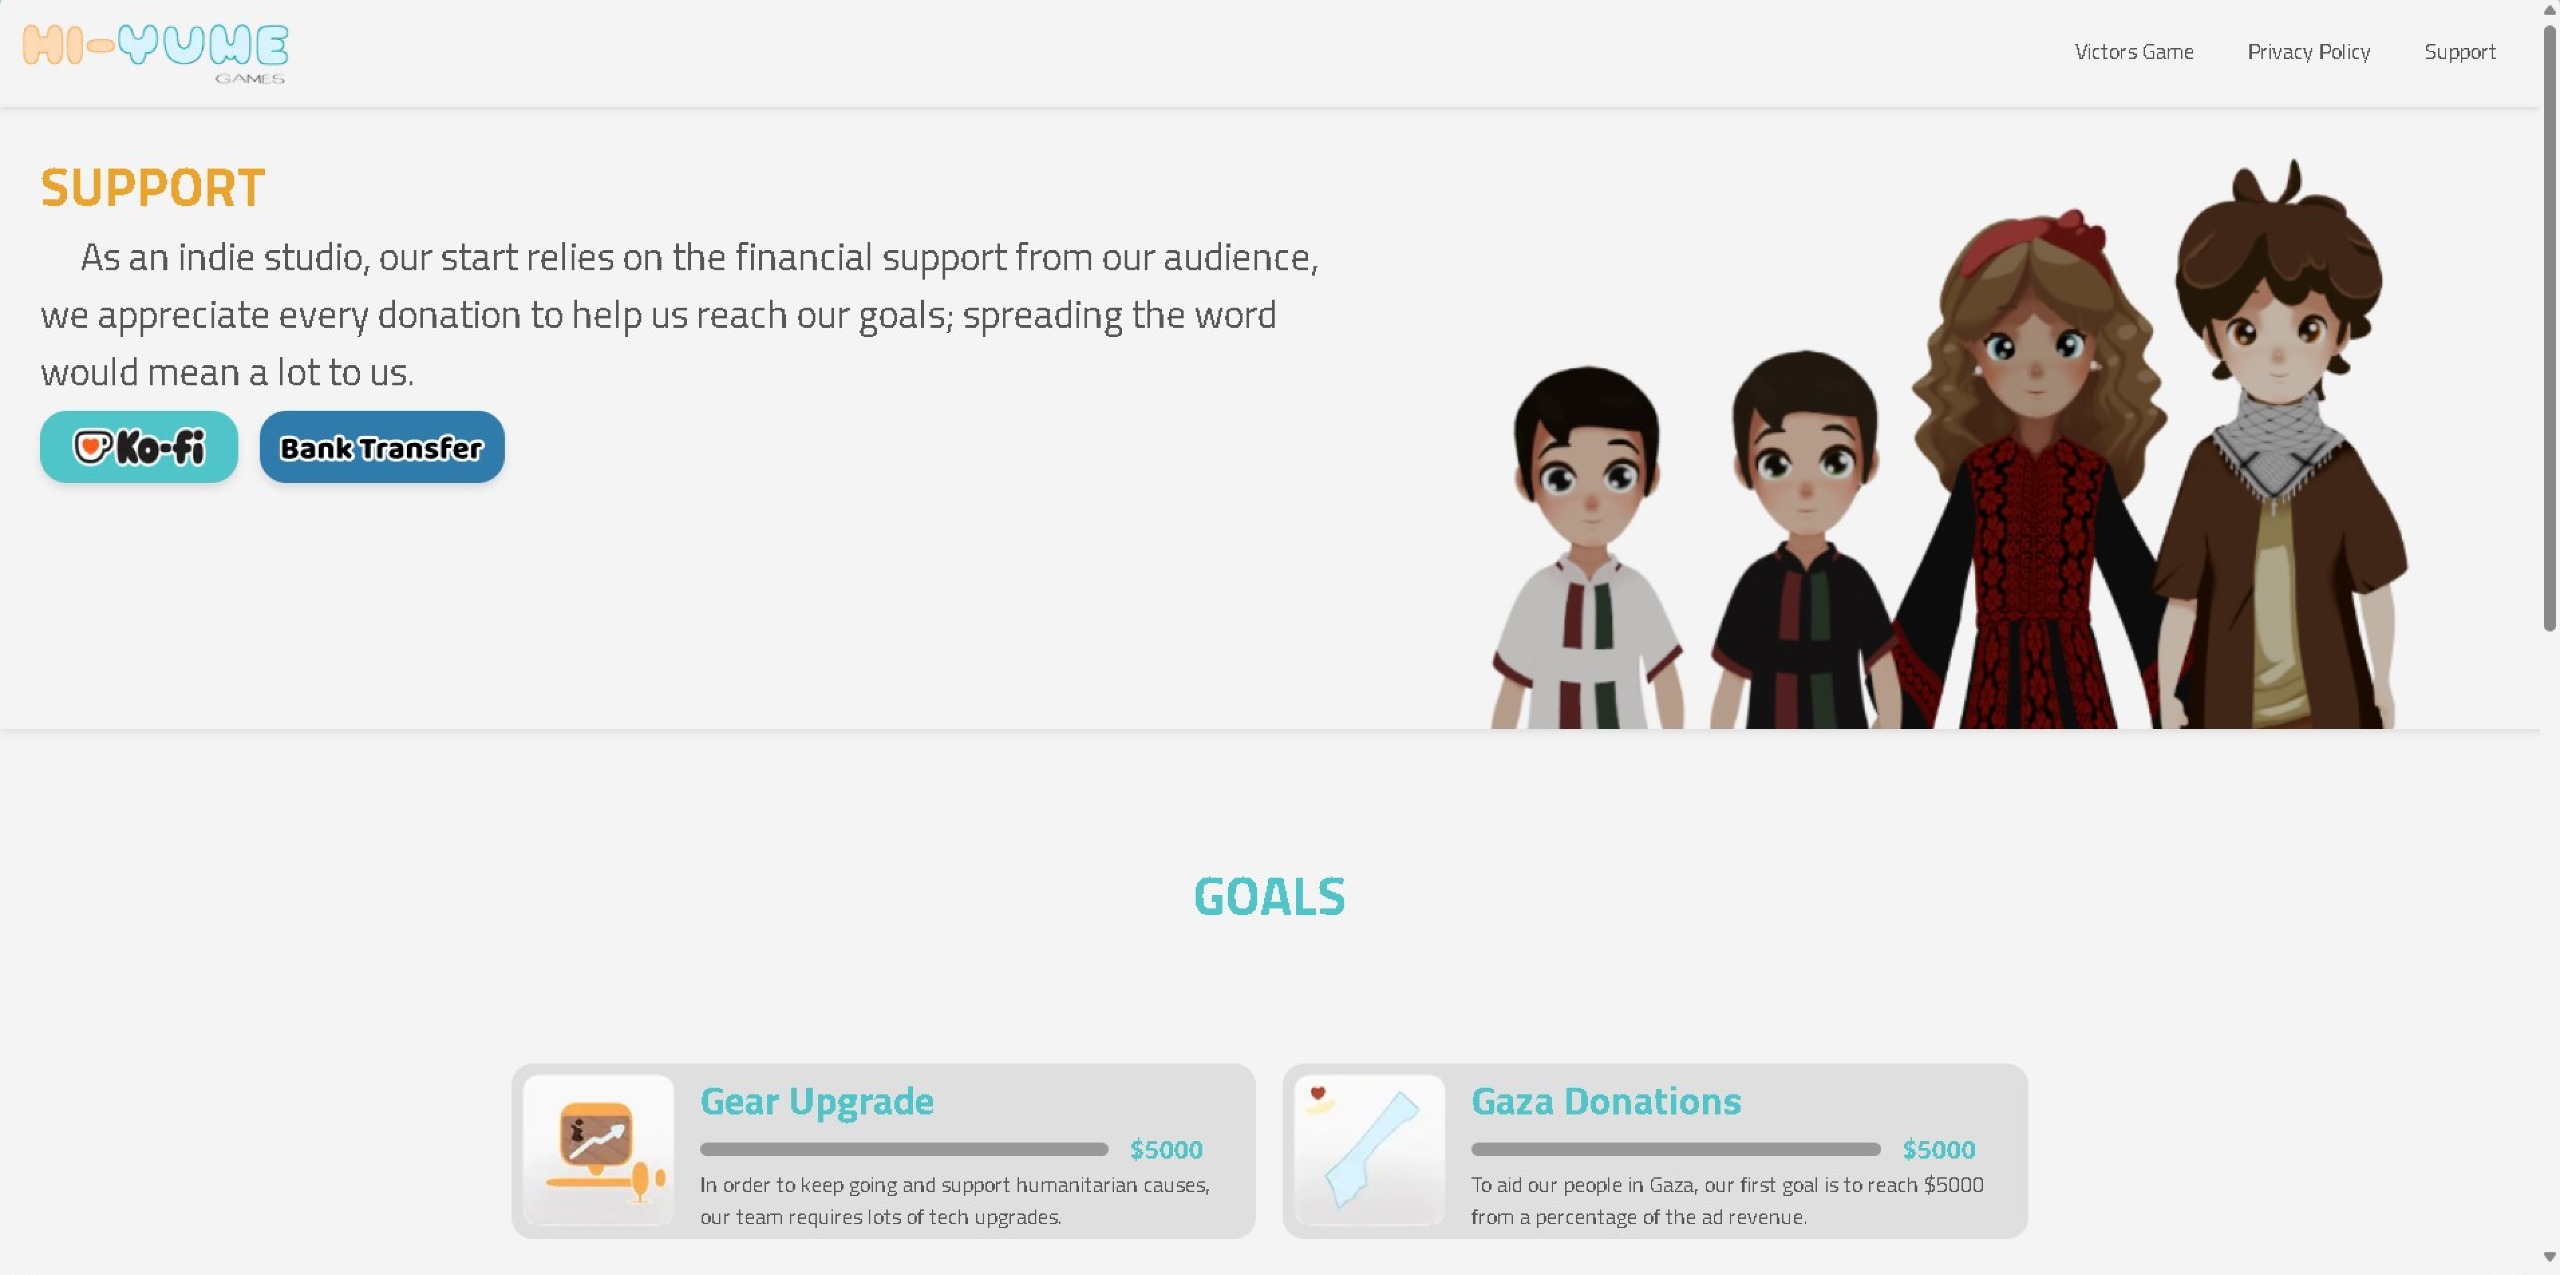 HI-YUME
GAMES
Victors Game
Privacy Policy
Support
SUPPORT
As an indie studio, our start relies on the financial support from our audience,
we appreciate every donation to help us reach our goals; spreading the word
would mean a lot to us.
Ko-fi
Bank Transfer
GOALS
Gear Upgrade
$5000
In order to keep going and support humanitarian causes,
our team requires lots of tech upgrades.
Gaza Donations
$5000
To aid our people in Gaza, our first goal is to reach $5000
from a percentage of the ad revenue.